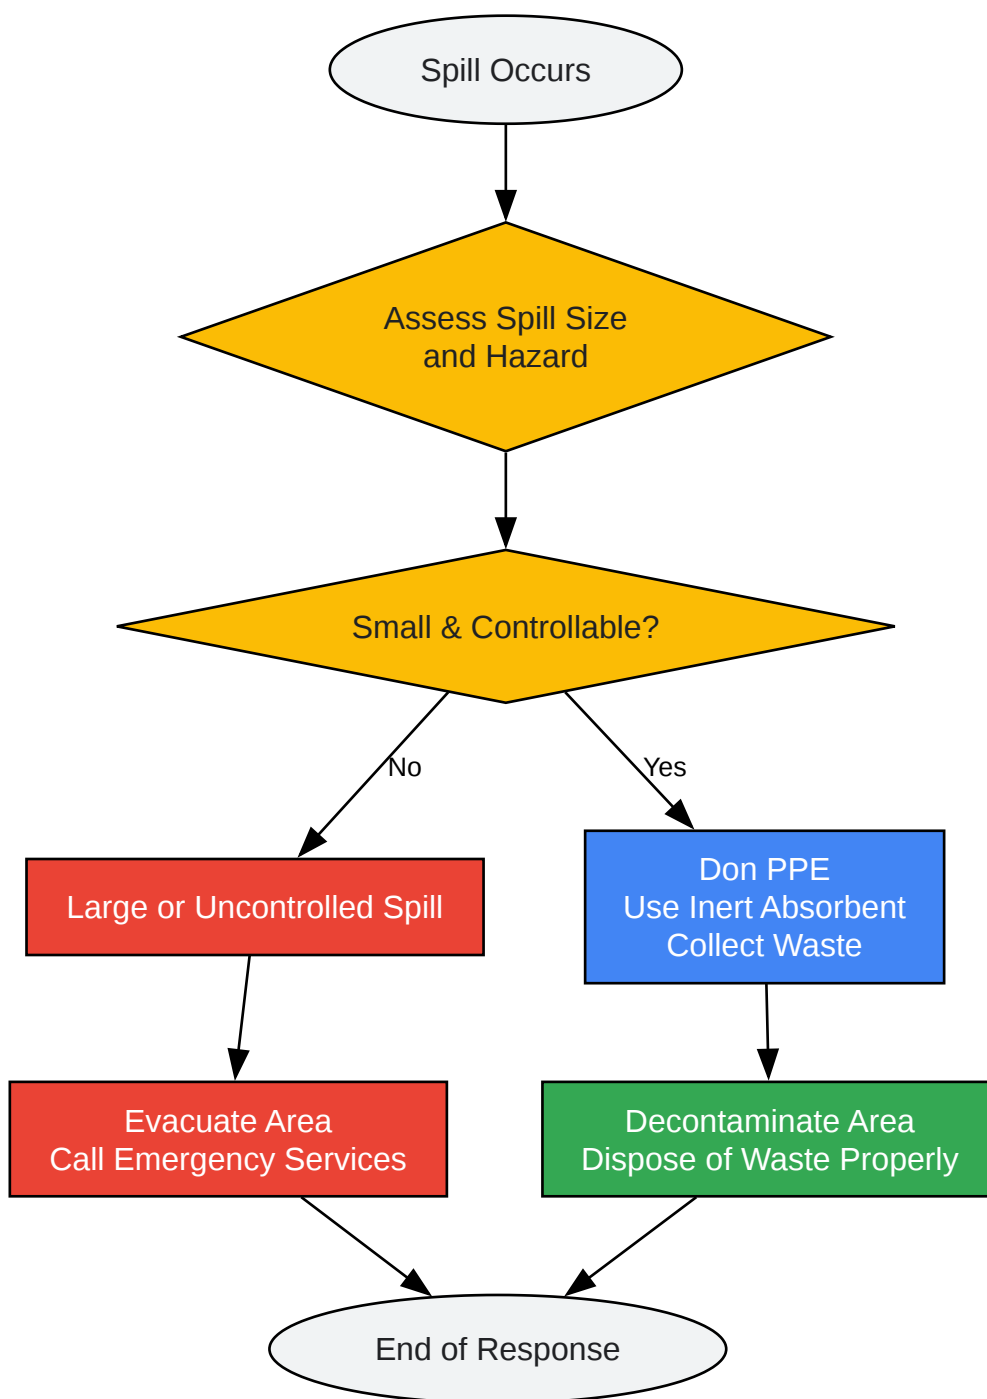 Spill Occurs
Assess Spill Size
and Hazard
Small & Controllable?
No
Yes
Large or Uncontrolled Spill
Don PPE
Use Inert Absorbent
Collect Waste
Evacuate Area
Call Emergency Services
Decontaminate Area
Dispose of Waste Properly
End of Response